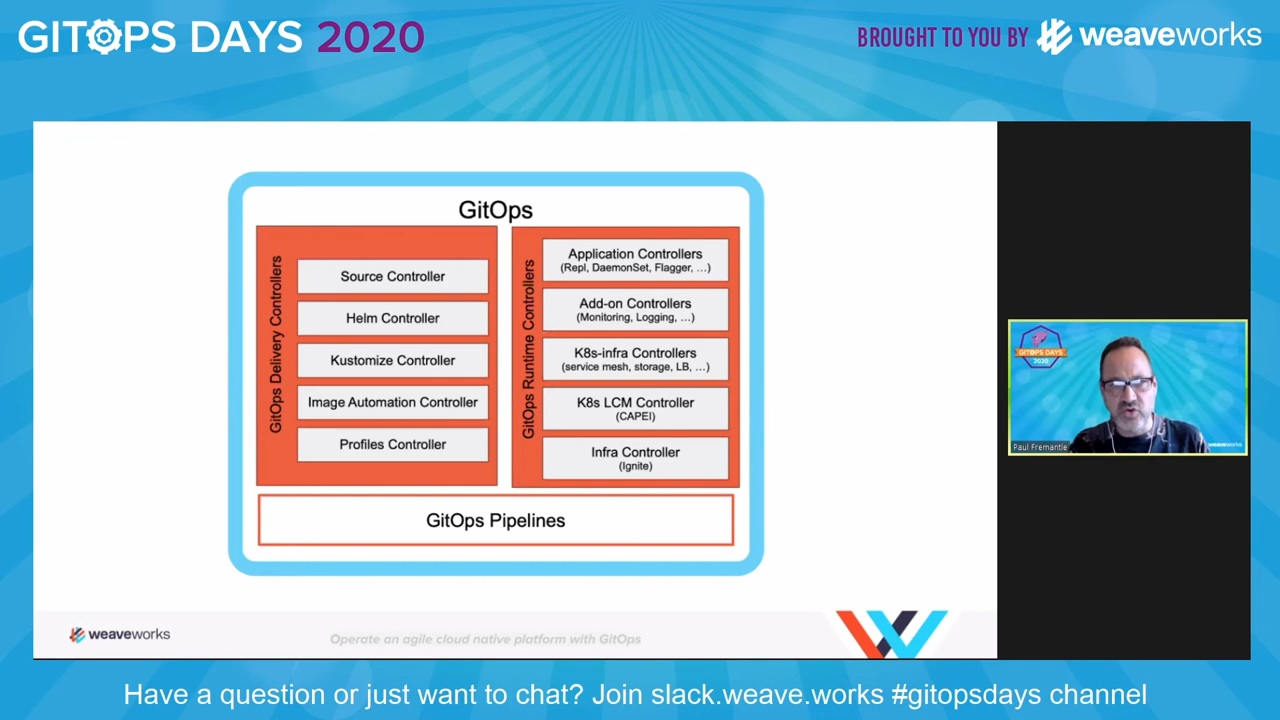 GITOPS DAYS 2020
BROUGHT TO YOU BY weaveworks
GitOps
GitOps Delivery Controllers
Source Controller
Helm Controller
Kustomize Controller
Image Automation Controller
Profiles Controller
GitOps Runtime Controllers
Application Controllers
(Repl, DaemonSet, Flagger, ...)
Add-on Controllers
(Monitoring, Logging, ...)
K8s-infra Controllers
(service mesh, storage, LB, ...)
K8s LCM Controller
(CAPEI)
Infra Controller
(Ignite)
GitOps Pipelines
weaveworks
Operate an agile cloud native platform with GitOps
GITOPS DAYS
2020
Paul Fremantle
weaveworks
Have a question or just want to chat? Join slack.weave.works #gitopsdays channel